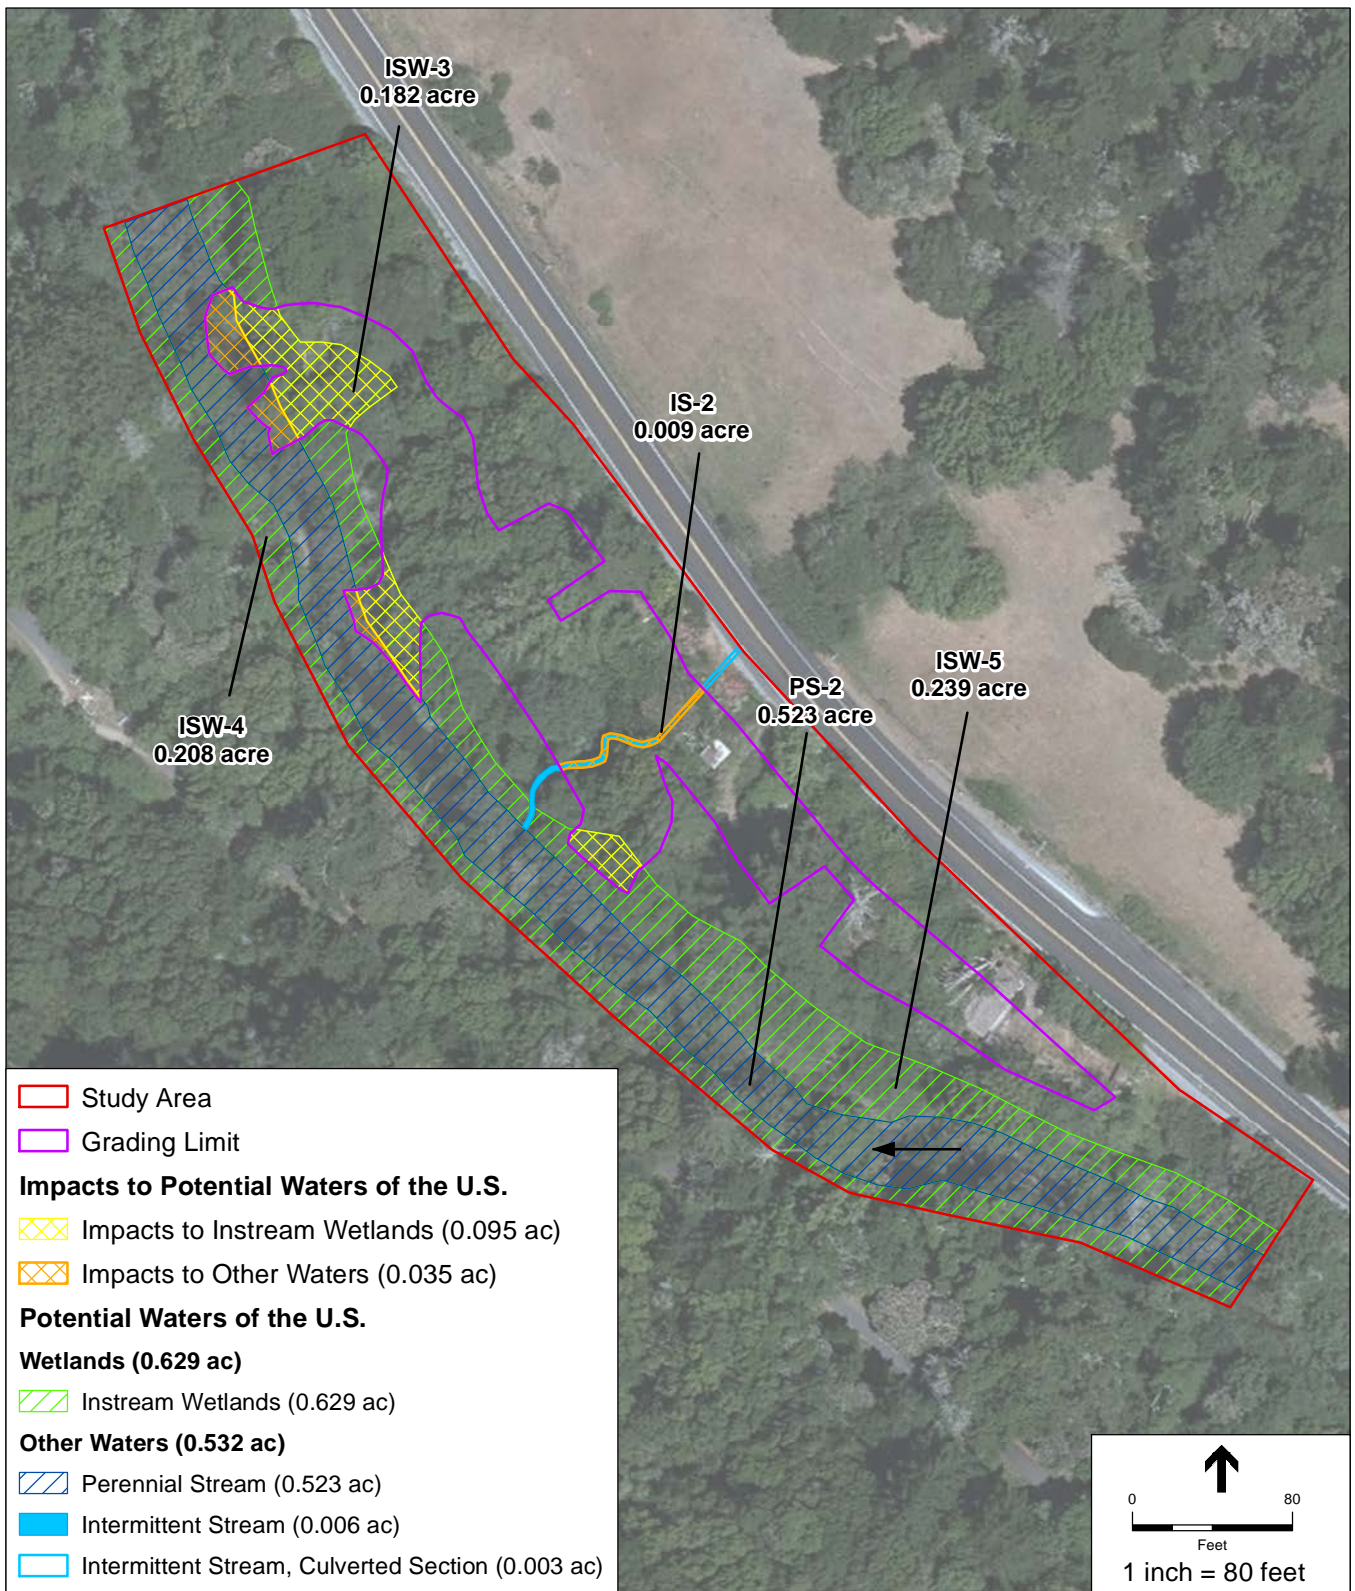 ISW-3
0.182 acre
IS-2
0.009 acre
ISW-5
0.239 acre
PS-2
0.523 acre
ISW-4
0.208 acre
Study Area
Grading Limit
Impacts to Potential Waters of the U.S.
Impacts to Instream Wetlands (0.095 ac)
Impacts to Other Waters (0.035 ac)
Potential Waters of the U.S.
Wetlands (0.629 ac)
Instream Wetlands (0.629 ac)
Other Waters (0.532 ac)
Perennial Stream (0.523 ac)
Intermittent Stream (0.006 ac)
Intermittent Stream, Culverted Section (0.003 ac)
0 80
Feet
1 inch = 80 feet